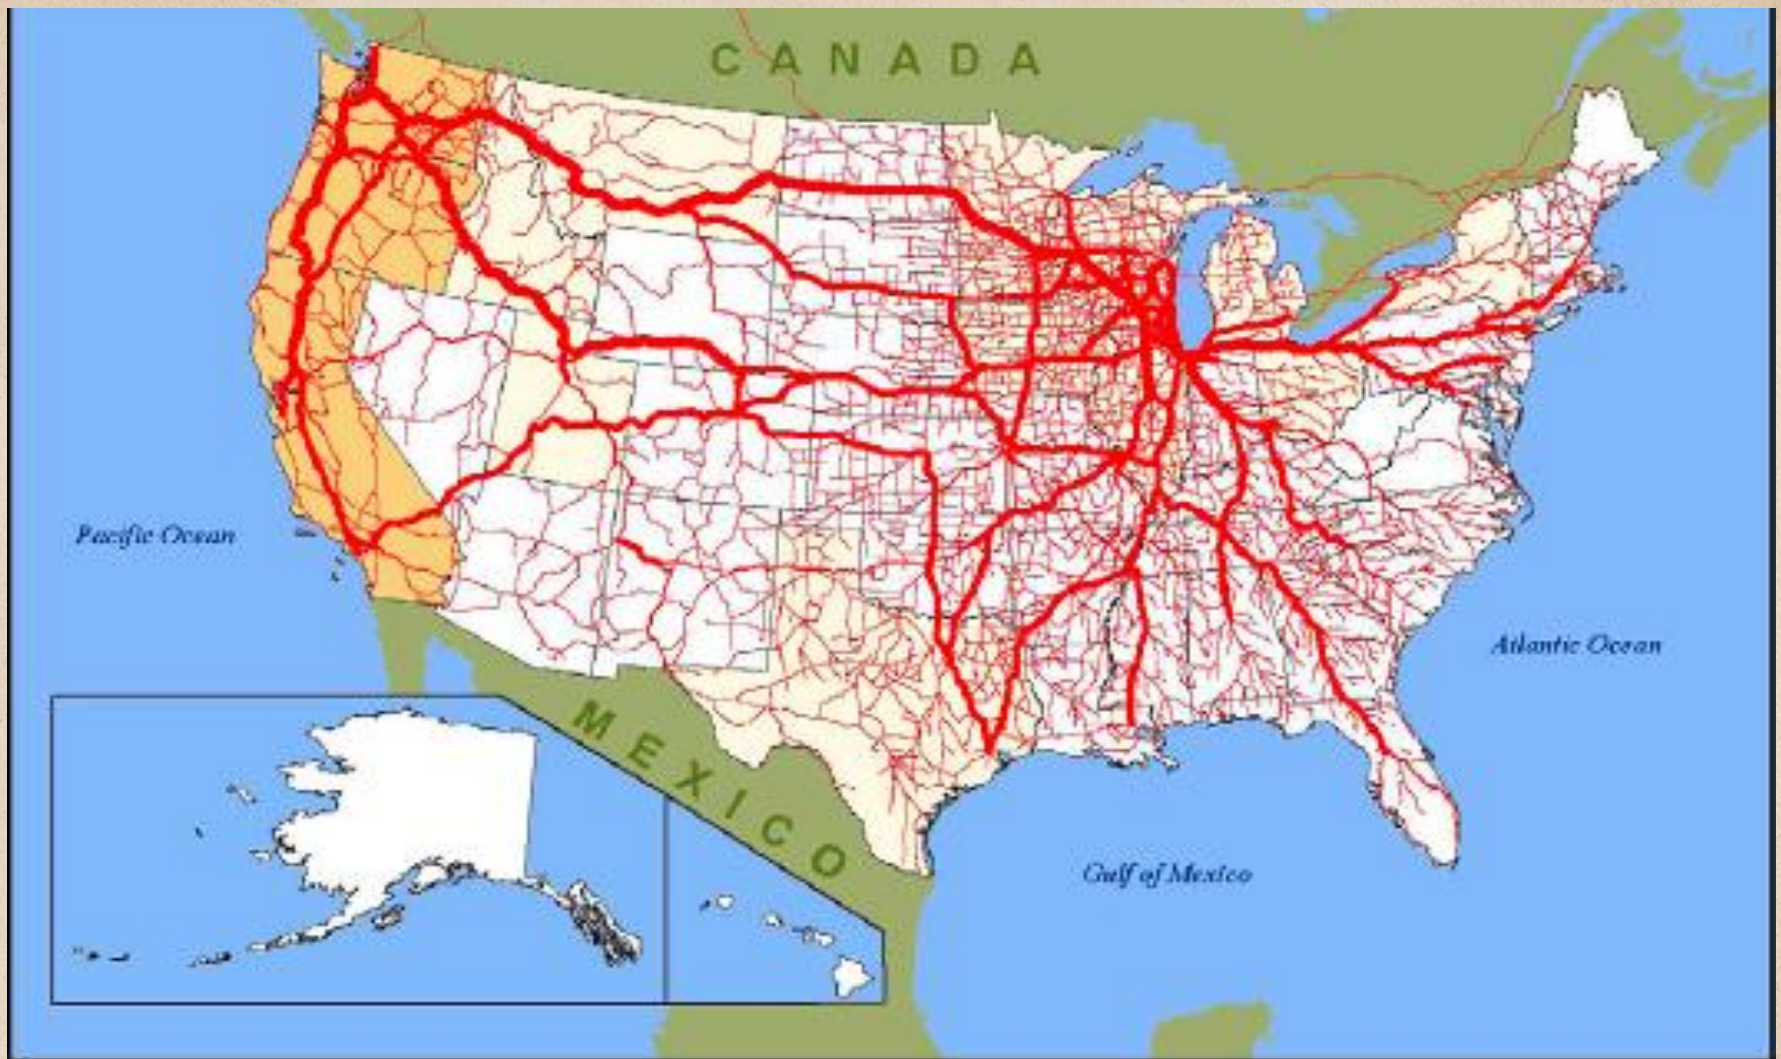 CANADA
Pacific Ocean
Atlantic Ocean
MEXICO
Gulf of Mexico